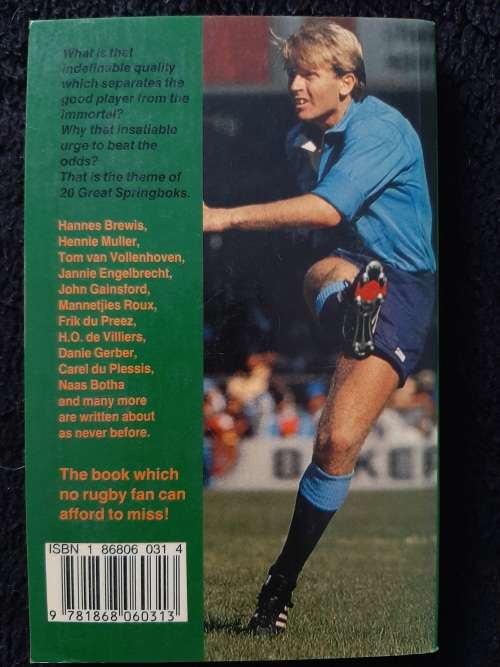 What is that
indefinable quality
which separates the
good player from the
immortal?
Why that insatiable
urge to beat the
odds?
That is the theme of
20 Great Springboks.
Hannes Brewis,
Hennie Muller,
Tom van Vollenhoven,
Jannie Engelbrecht,
John Gainsford,
Mannetjies Roux,
Frik du Preez,
H.O. de Villiers,
Danie Gerber,
Carel du Plessis,
Naas Botha
and many more
are written about
as never before.
The book which
no rugby fan can
afford to miss!
ISBN 1 86806 031 4
9 781868 060313